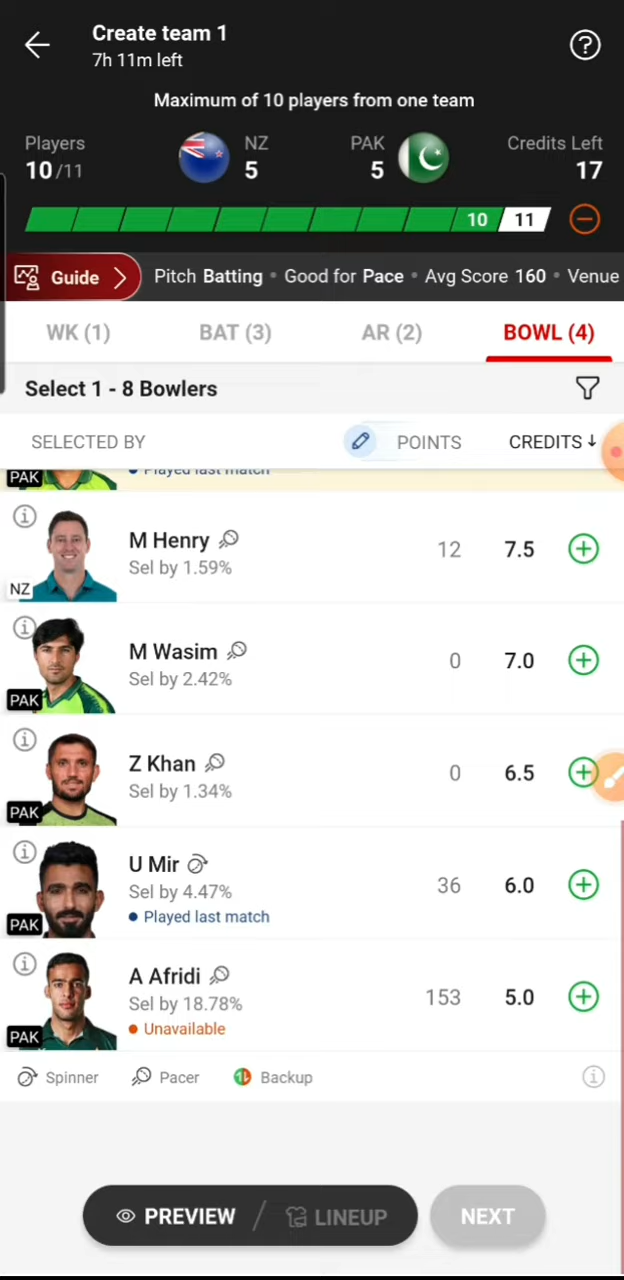 Create team 1
7h 11m left
Maximum of 10 players from one team
Players
10/11
NZ
5
PAK
5
Credits Left
17
10
11
Guide
Pitch Batting • Good for Pace • Avg Score 160 • Venue
WK (1)
BAT (3)
AR (2)
BOWL (4)
Select 1 - 8 Bowlers
SELECTED BY
POINTS
CREDITS ↓
PAK
• Played last match
M Henry
Sel by 1.59%
12
7.5
NZ
M Wasim
Sel by 2.42%
0
7.0
PAK
Z Khan
Sel by 1.34%
0
6.5
PAK
U Mir
Sel by 4.47%
• Played last match
36
6.0
PAK
A Afridi
Sel by 18.78%
• Unavailable
153
5.0
PAK
Spinner
Pacer
Backup
PREVIEW / LINEUP
NEXT